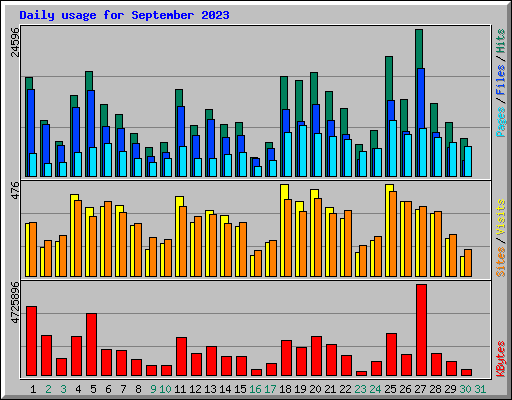 Daily usage for September 2023
24596
Pages / Files / Hits
476
Sites / Visits
4725896
KBytes
1 2 3 4 5 6 7 8 9 10 11 12 13 14 15 16 17 18 19 20 21 22 23 24 25 26 27 28 29 30 31